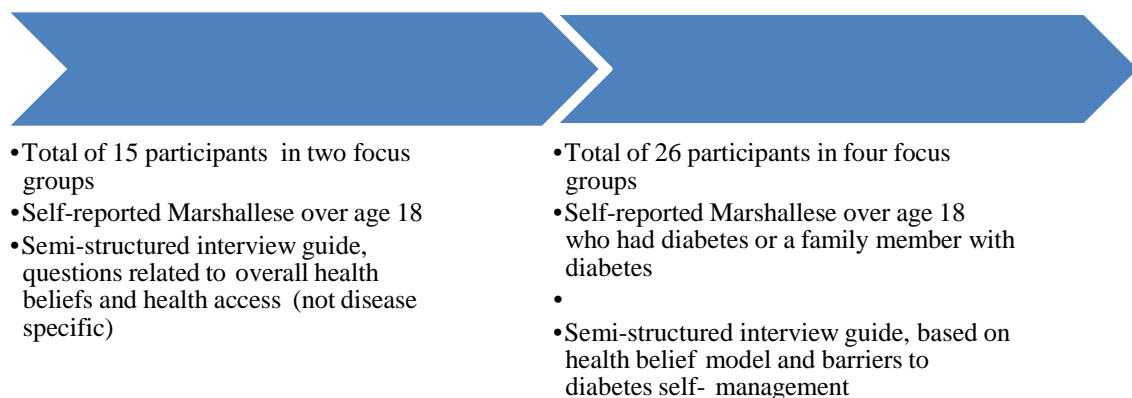 •Total of 15 participants in two focus
groups
•Self-reported Marshallese over age 18
•Semi-structured interview guide,
questions related to overall health
beliefs and health access (not disease
specific)
•Total of 26 participants in four focus
groups
•Self-reported Marshallese over age 18
who had diabetes or a family member with
diabetes
•
•Semi-structured interview guide, based on
health belief model and barriers to
diabetes self- management